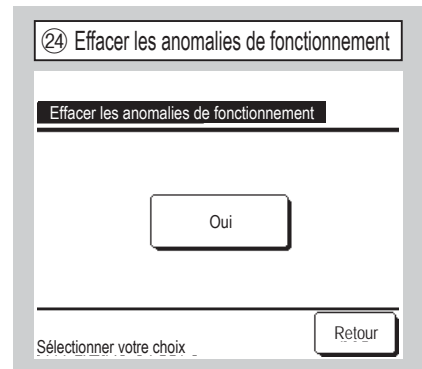 24 Effacer les anomalies de fonctionnement
Effacer les anomalies de fonctionnement
Oui
Retour
Sélectionner votre choix